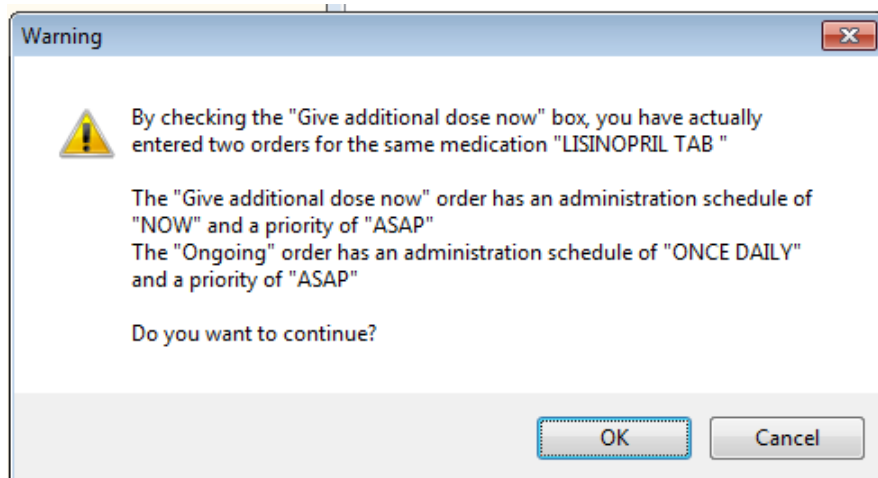 Warning
By checking the "Give additional dose now" box, you have actually
entered two orders for the same medication "LISINOPRIL TAB "
The "Give additional dose now" order has an administration schedule of
"NOW" and a priority of "ASAP"
The "Ongoing" order has an administration schedule of "ONCE DAILY"
and a priority of "ASAP"
Do you want to continue?
OK
Cancel